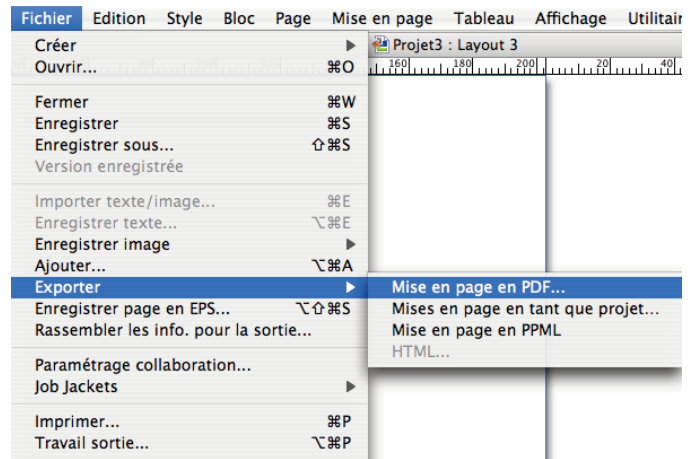 Fichier Edition Style Bloc Page Mise en page Tableau Affichage Utilitair
Projet3 : Layout 3
160 180 200 20 40
Créer
Ouvrir... ⌘O
Fermer ⌘W
Enregistrer ⌘S
Enregistrer sous... ⇧⌘S
Version enregistrée
Importer texte/image... ⌘E
Enregistrer texte... ⌥⌘E
Enregistrer image
Ajouter... ⌥⌘A
Exporter
Enregistrer page en EPS... ⌥⇧⌘S
Rassembler les info. pour la sortie...
Paramétrage collaboration...
Job Jackets
Imprimer... ⌘P
Travail sortie... ⌥⌘P
Mise en page en PDF...
Mises en page en tant que projet...
Mise en page en PPML
HTML...